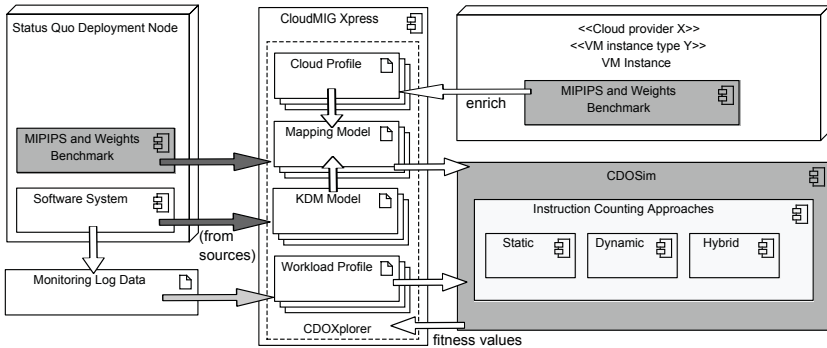 Status Quo Deployment Node
MIPIPS and Weights
Benchmark
Software System
(from
sources)
Monitoring Log Data
CloudMIG Xpress
Cloud Profile
Mapping Model
KDM Model
Workload Profile
CDOXplorer
<<Cloud provider X>>
<<VM instance type Y>>
VM Instance
MIPIPS and Weights
Benchmark
enrich
CDOSim
Instruction Counting Approaches
Static
Dynamic
Hybrid
fitness values